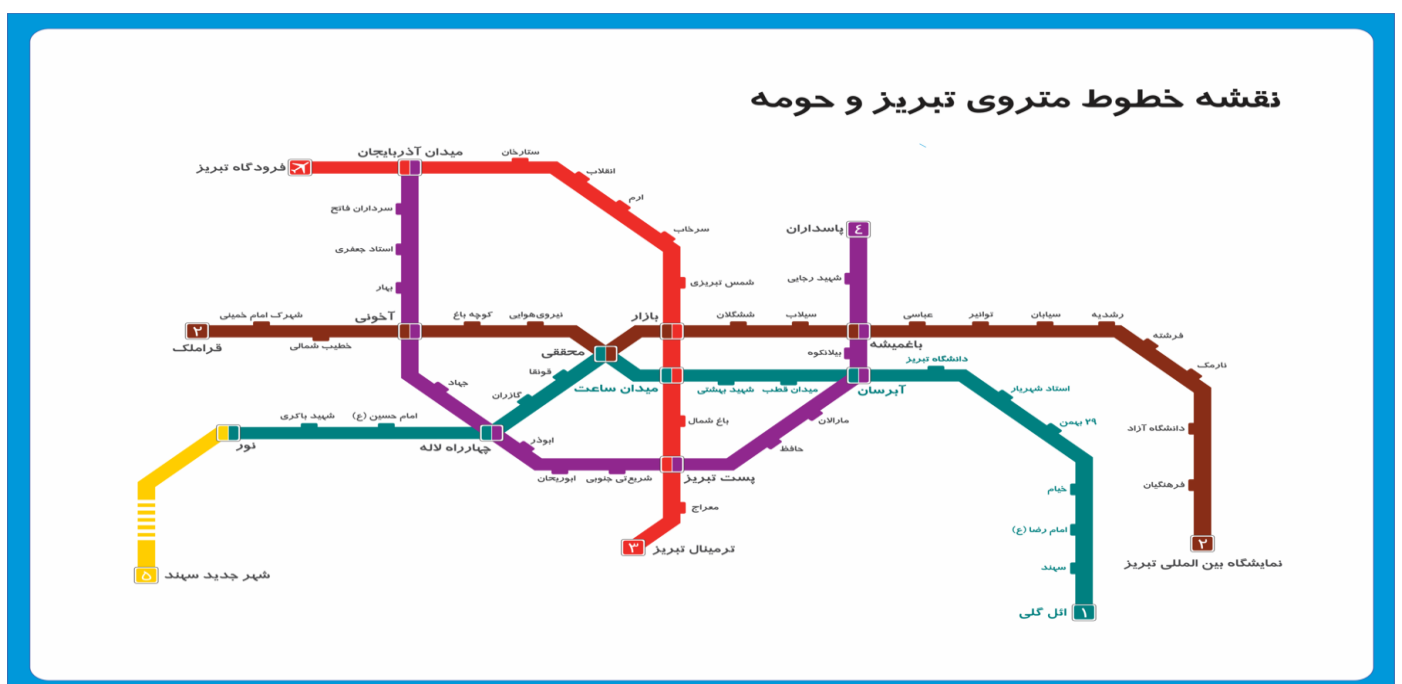 نقشه خطوط متروی تبریز و حومه
میدان آذربایجان
ستارخان
فرودگاه تبریز
انقلاب
ارم
سرداران فاتح
سرخاب
پاسداران
٤
استاد جعفری
شهید رجایی
شمس تبریزی
بهار
رشدیه
سبابان
توانیر
عباسی
سیلاب
ششگلان
بازار
نیروی‌هوایی
کوچه باغ
آخونی
شهرک امام خمینی
۲
فرشته
باغمیشه
خطیب شمالی
قراملک
بیلانکوه
محققی
دانشگاه تبریز
نارمک
قونقا
جهاد
استاد شهریار
آبرسان
میدان قطب
شهید بهشتی
میدان ساعت
گازران
امام حسین (ع)
شهید باکری
۲۹ بهمن
مارالان
باغ شمال
دانشگاه آزاد
ابوذر
چهارراه لاله
نور
حافظ
پست تبریز
شریعتی جنوبی
ابوریحان
فرهنگیان
خیام
معراج
امام رضا (ع)
۲
ترمینال تبریز
۳
نمایشگاه بین المللی تبریز
سهند
شهر جدید سهند
۵
ائل گلی
۱